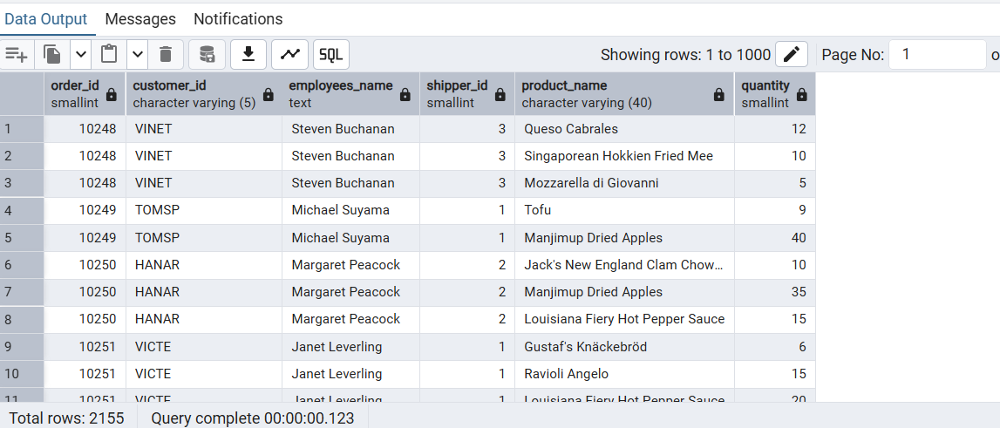 Data Output Messages Notifications
SQL Showing rows: 1 to 1000 Page No: 1 o
order_id customer_id employees_name shipper_id product_name quantity
smallint character varying (5) text smallint character varying (40) smallint
1 10248 VINET Steven Buchanan 3 Queso Cabrales 12
2 10248 VINET Steven Buchanan 3 Singaporean Hokkien Fried Mee 10
3 10248 VINET Steven Buchanan 3 Mozzarella di Giovanni 5
4 10249 TOMSP Michael Suyama 1 Tofu 9
5 10249 TOMSP Michael Suyama 1 Manjimup Dried Apples 40
6 10250 HANAR Margaret Peacock 2 Jack's New England Clam Chow... 10
7 10250 HANAR Margaret Peacock 2 Manjimup Dried Apples 35
8 10250 HANAR Margaret Peacock 2 Louisiana Fiery Hot Pepper Sauce 15
9 10251 VICTE Janet Leverling 1 Gustaf's Knäckebröd 6
10 10251 VICTE Janet Leverling 1 Ravioli Angelo 15
11 10251 VICTE Janet Leverling 1 Louisiana Fiery Hot Pepper Sauce 20
Total rows: 2155 Query complete 00:00:00.123